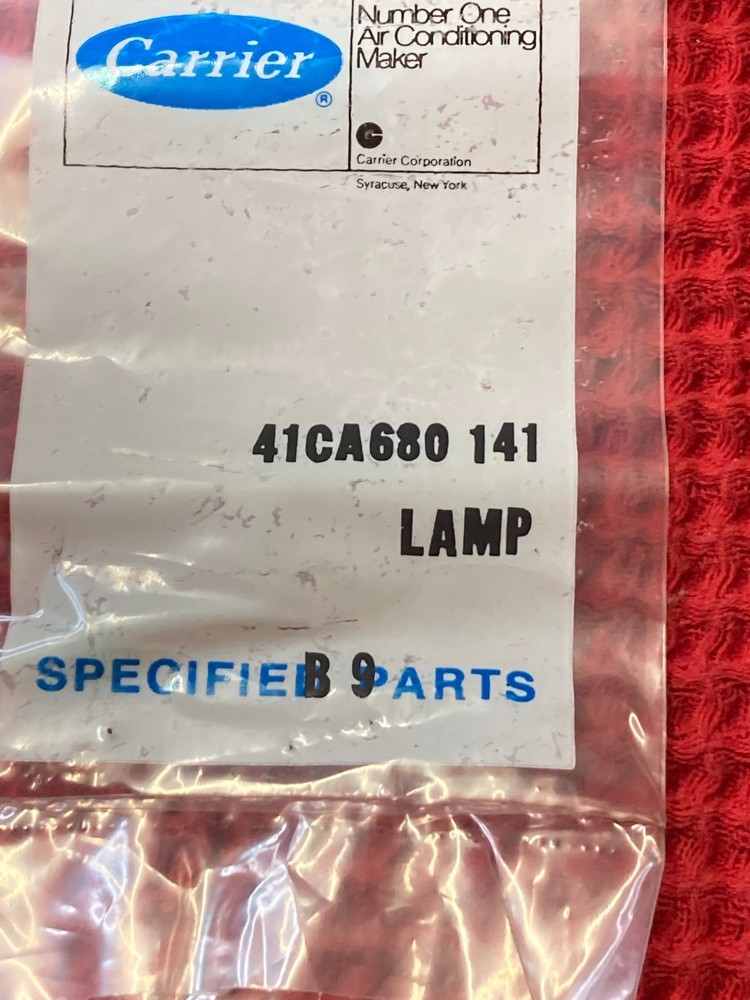 Carrier
®
Number One
Air Conditioning
Maker
Carrier Corporation
Syracuse, New York
41CA680 141
LAMP
SPECIFIED PARTS
B 9